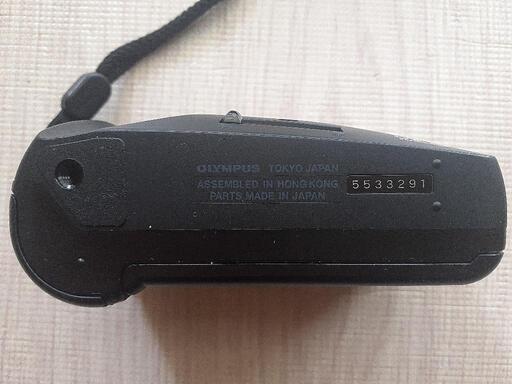 OLYMPUS TOKYO JAPAN
ASSEMBLED IN HONG KONG
PARTS MADE IN JAPAN
5533291